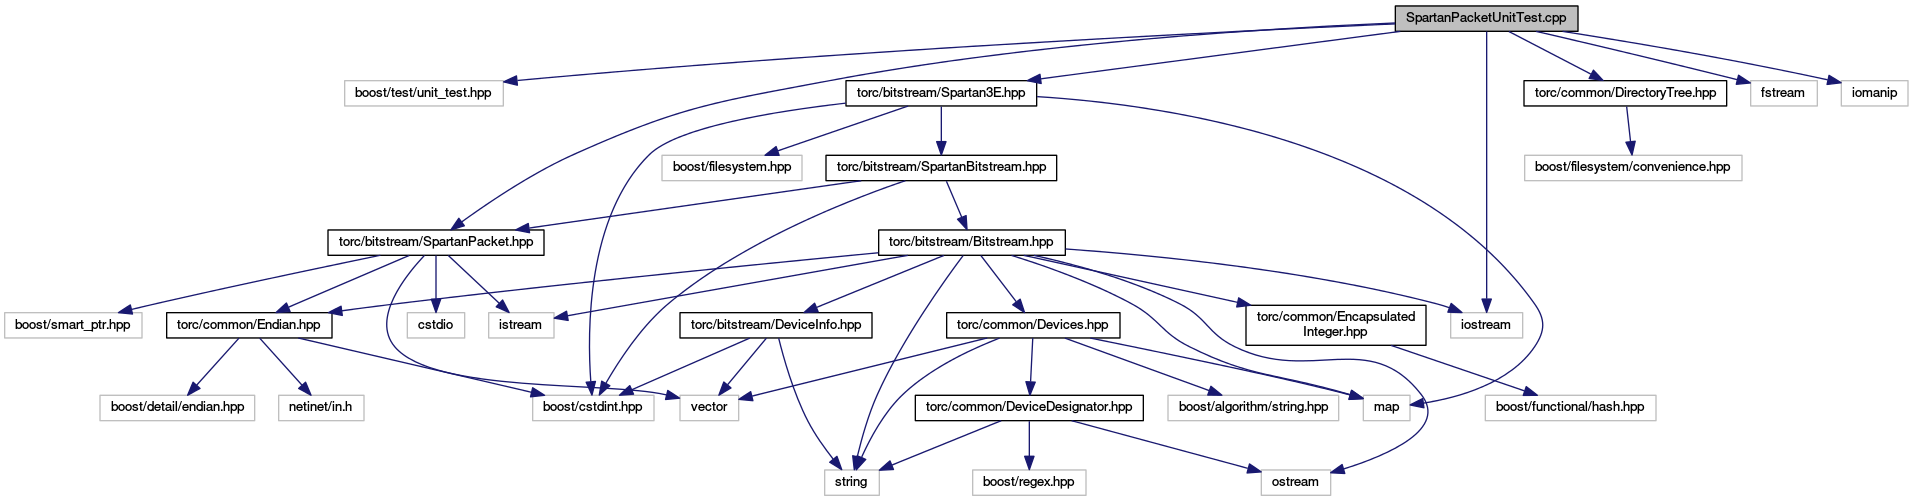 SpartanPacketUnitTest.cpp
boost/test/unit_test.hpp
torc/bitstream/Spartan3E.hpp
torc/common/DirectoryTree.hpp
fstream
iomanip
boost/filesystem.hpp
torc/bitstream/SpartanBitstream.hpp
boost/filesystem/convenience.hpp
torc/bitstream/SpartanPacket.hpp
torc/bitstream/Bitstream.hpp
boost/smart_ptr.hpp
torc/common/Endian.hpp
cstdio
istream
torc/bitstream/DeviceInfo.hpp
torc/common/Devices.hpp
torc/common/Encapsulated
Integer.hpp
iostream
boost/detail/endian.hpp
netinet/in.h
boost/cstdint.hpp
vector
torc/common/DeviceDesignator.hpp
boost/algorithm/string.hpp
map
boost/functional/hash.hpp
string
boost/regex.hpp
ostream